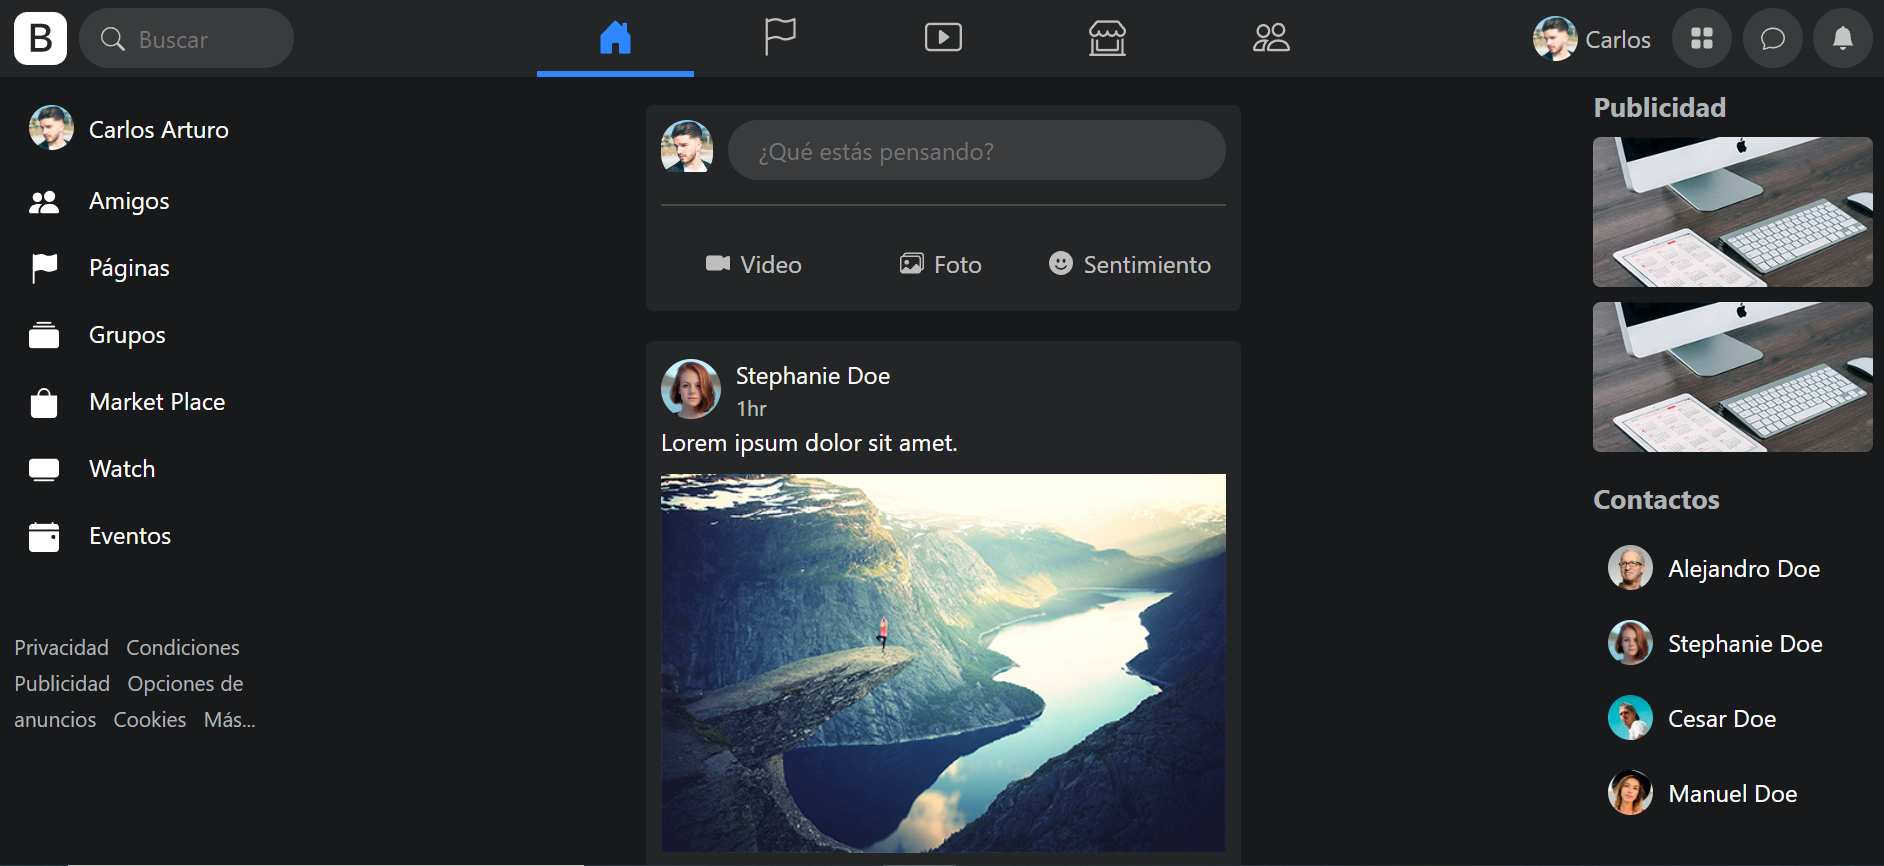 B
Buscar
Carlos
Carlos Arturo
Amigos
Páginas
Grupos
Market Place
Watch
Eventos
Privacidad Condiciones
Publicidad Opciones de
anuncios Cookies Más...
¿Qué estás pensando?
Video Foto Sentimiento
Stephanie Doe
1hr
Lorem ipsum dolor sit amet.
Publicidad
Contactos
Alejandro Doe
Stephanie Doe
Cesar Doe
Manuel Doe